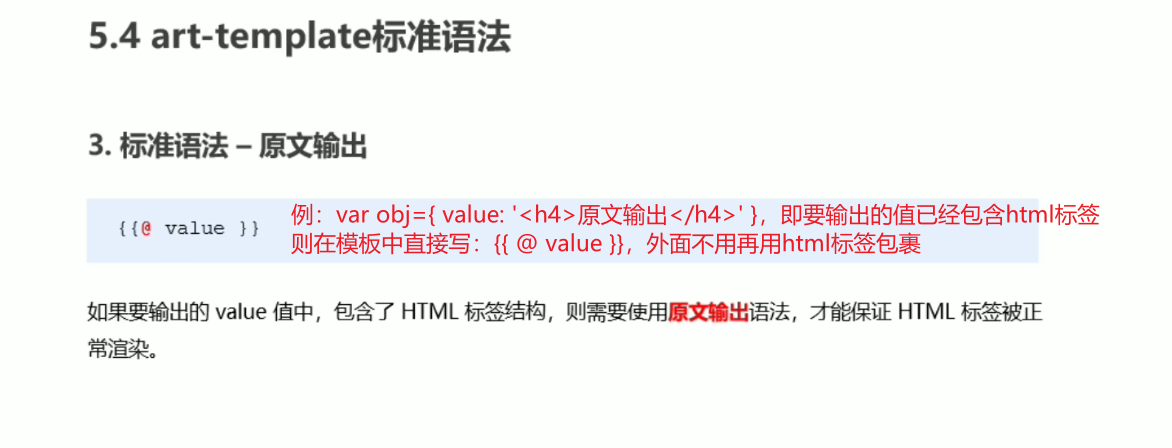 5.4 art-template标准语法
3. 标准语法 – 原文输出
{{@ value }}
例：var obj={ value: '<h4>原文输出</h4>' }，即要输出的值已经包含html标签
则在模板中直接写：{{ @ value }}，外面不用再用html标签包裹
如果要输出的 value 值中，包含了 HTML 标签结构，则需要使用原文输出语法，才能保证 HTML 标签被正
常渲染。